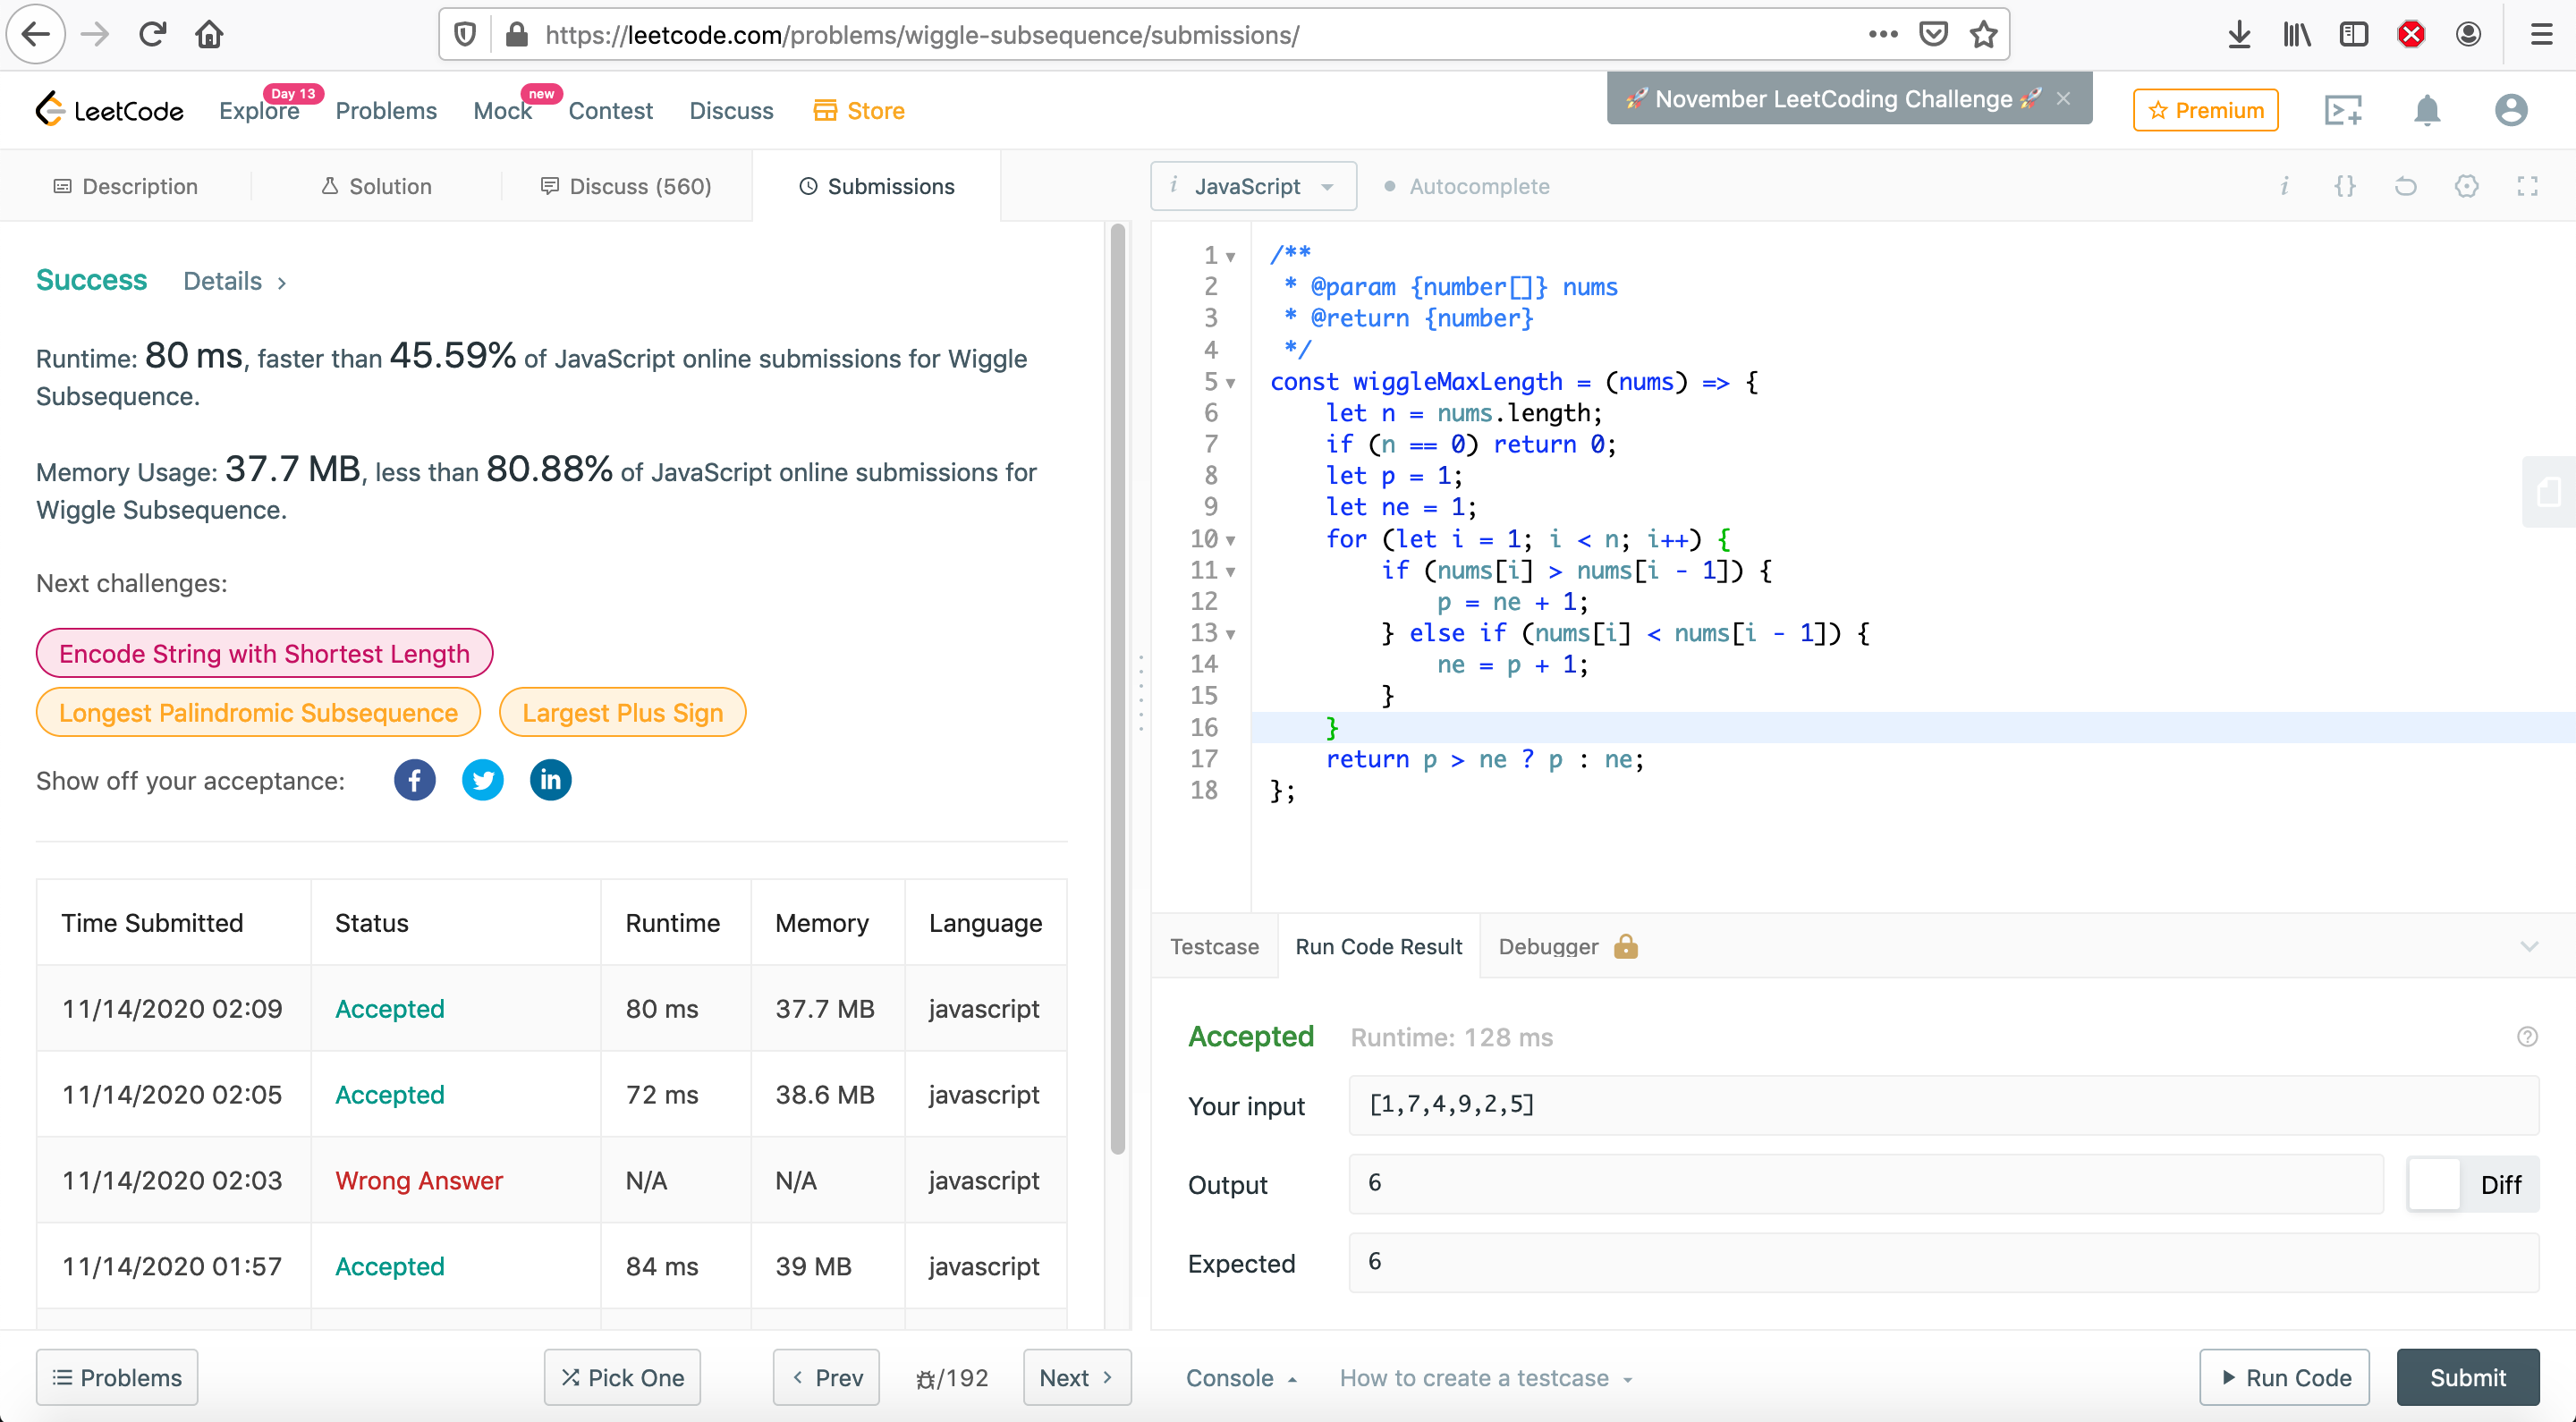 https://leetcode.com/problems/wiggle-subsequence/submissions/
LeetCode
Explore
Day 13
Problems
Mock
new
Contest
Discuss
Store
🚀 November LeetCoding Challenge 🚀 ×
Premium
Description
Solution
Discuss (560)
Submissions
Success
Details >
Runtime: 80 ms, faster than 45.59% of JavaScript online submissions for Wiggle
Subsequence.
Memory Usage: 37.7 MB, less than 80.88% of JavaScript online submissions for
Wiggle Subsequence.
Next challenges:
Encode String with Shortest Length
Longest Palindromic Subsequence
Largest Plus Sign
Show off your acceptance:
Time Submitted Status Runtime Memory Language
11/14/2020 02:09 Accepted 80 ms 37.7 MB javascript
11/14/2020 02:05 Accepted 72 ms 38.6 MB javascript
11/14/2020 02:03 Wrong Answer N/A N/A javascript
11/14/2020 01:57 Accepted 84 ms 39 MB javascript
Problems
Pick One
< Prev
/192
Next >
i JavaScript
Autocomplete
1 /**
2  * @param {number[]} nums
3  * @return {number}
4  */
5 const wiggleMaxLength = (nums) => {
6     let n = nums.length;
7     if (n == 0) return 0;
8     let p = 1;
9     let ne = 1;
10     for (let i = 1; i < n; i++) {
11         if (nums[i] > nums[i - 1]) {
12             p = ne + 1;
13         } else if (nums[i] < nums[i - 1]) {
14             ne = p + 1;
15         }
16     }
17     return p > ne ? p : ne;
18 };
Testcase
Run Code Result
Debugger
Accepted
Runtime: 128 ms
Your input
[1,7,4,9,2,5]
Output
6
Diff
Expected
6
Console
How to create a testcase
Run Code
Submit